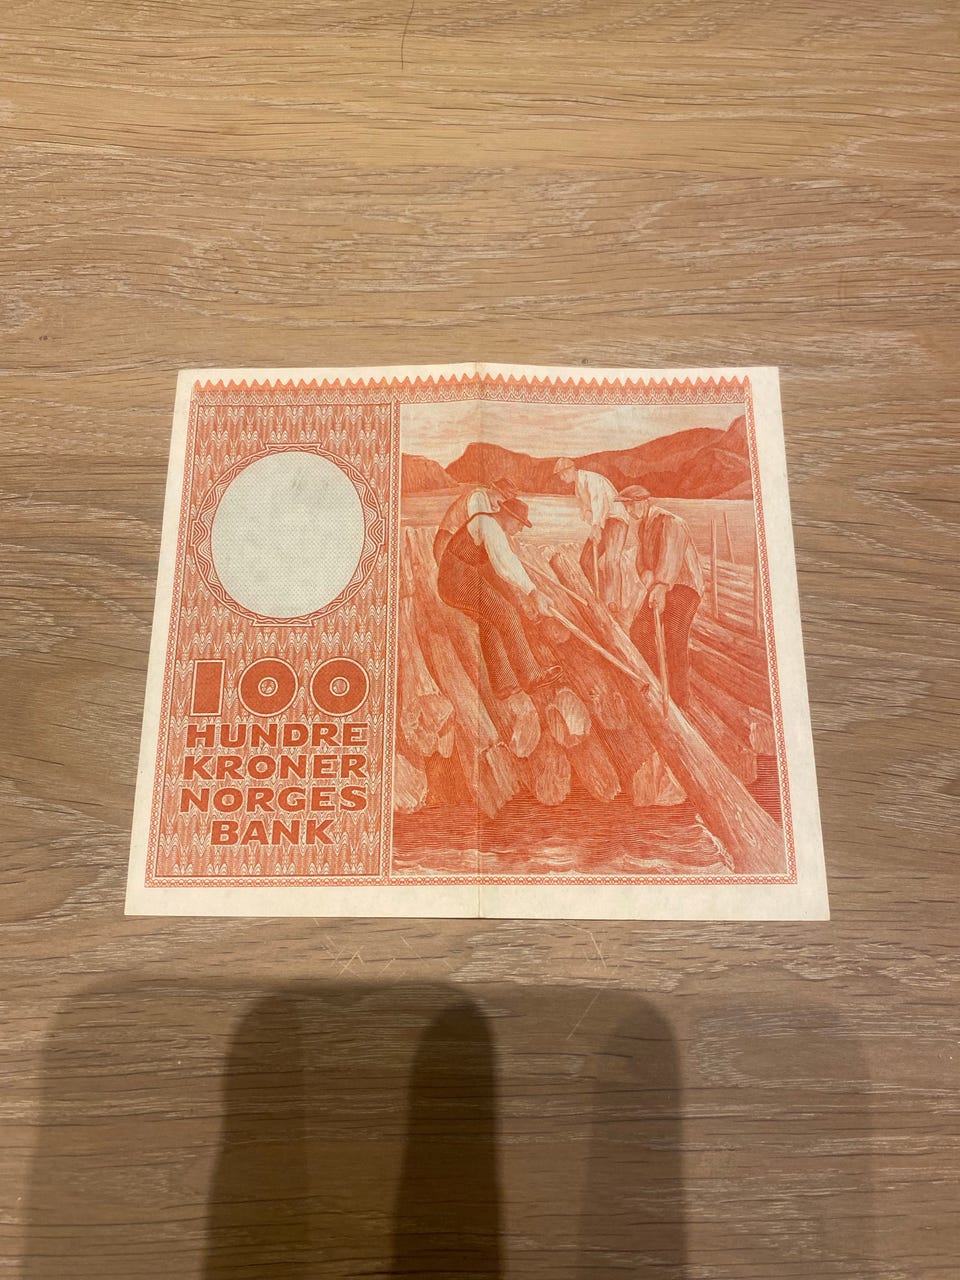 100
HUNDRE
KRONER
NORGES
BANK